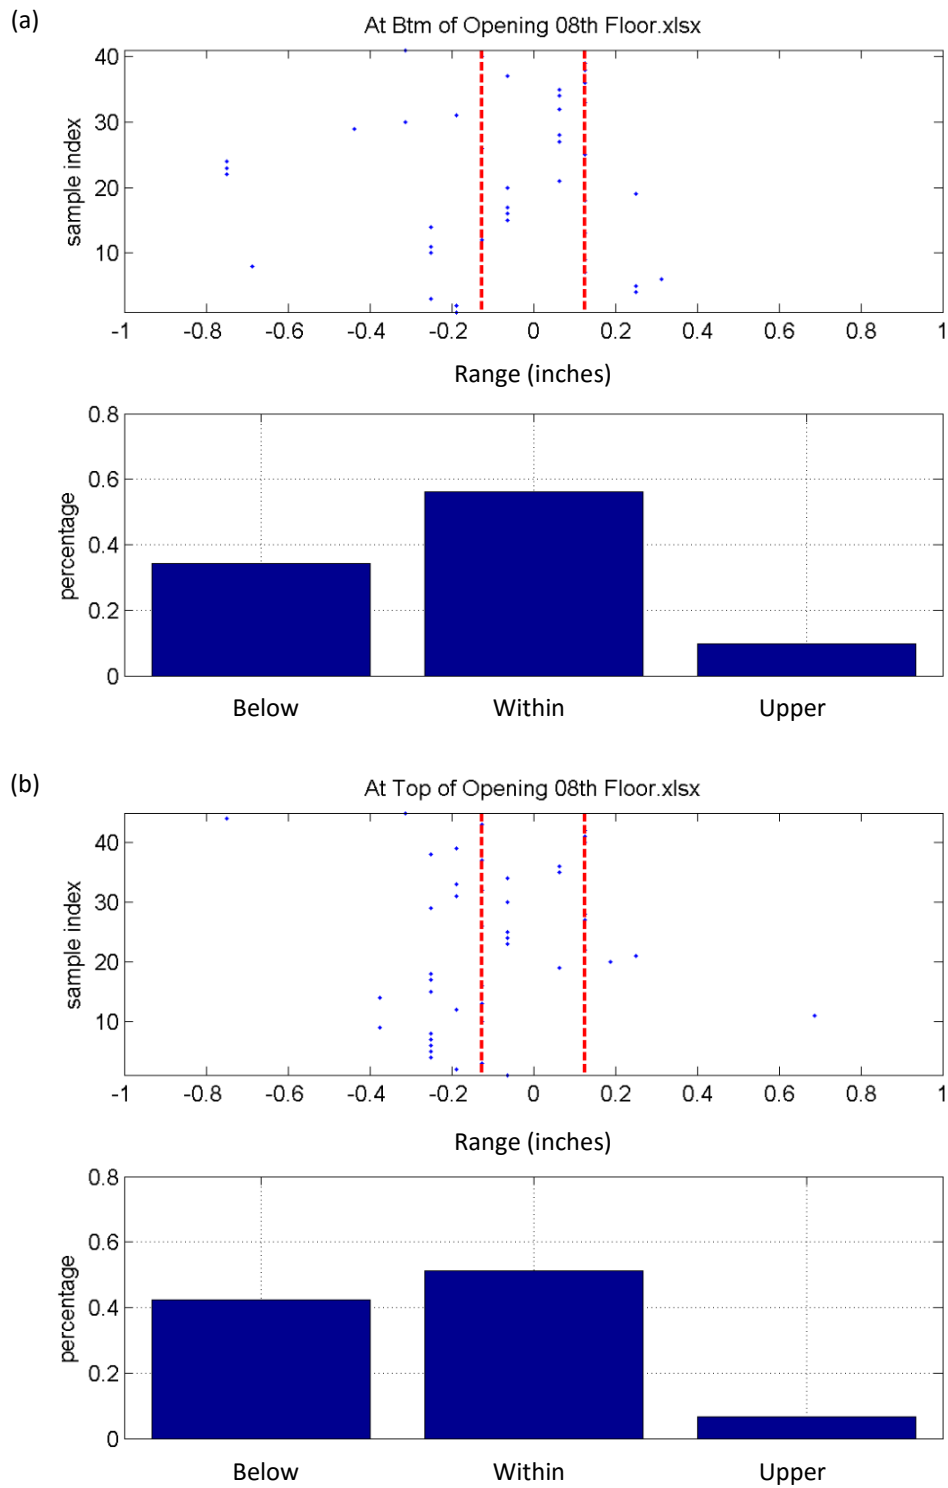 (a)
At Btm of Opening 08th Floor.xlsx
40
30
20
10
sample index
-1 -0.8 -0.6 -0.4 -0.2 0 0.2 0.4 0.6 0.8 1
Range (inches)
0.8
0.6
0.4
0.2
0
percentage
Below Within Upper
(b)
At Top of Opening 08th Floor.xlsx
40
30
20
10
sample index
-1 -0.8 -0.6 -0.4 -0.2 0 0.2 0.4 0.6 0.8 1
Range (inches)
0.8
0.6
0.4
0.2
0
percentage
Below Within Upper